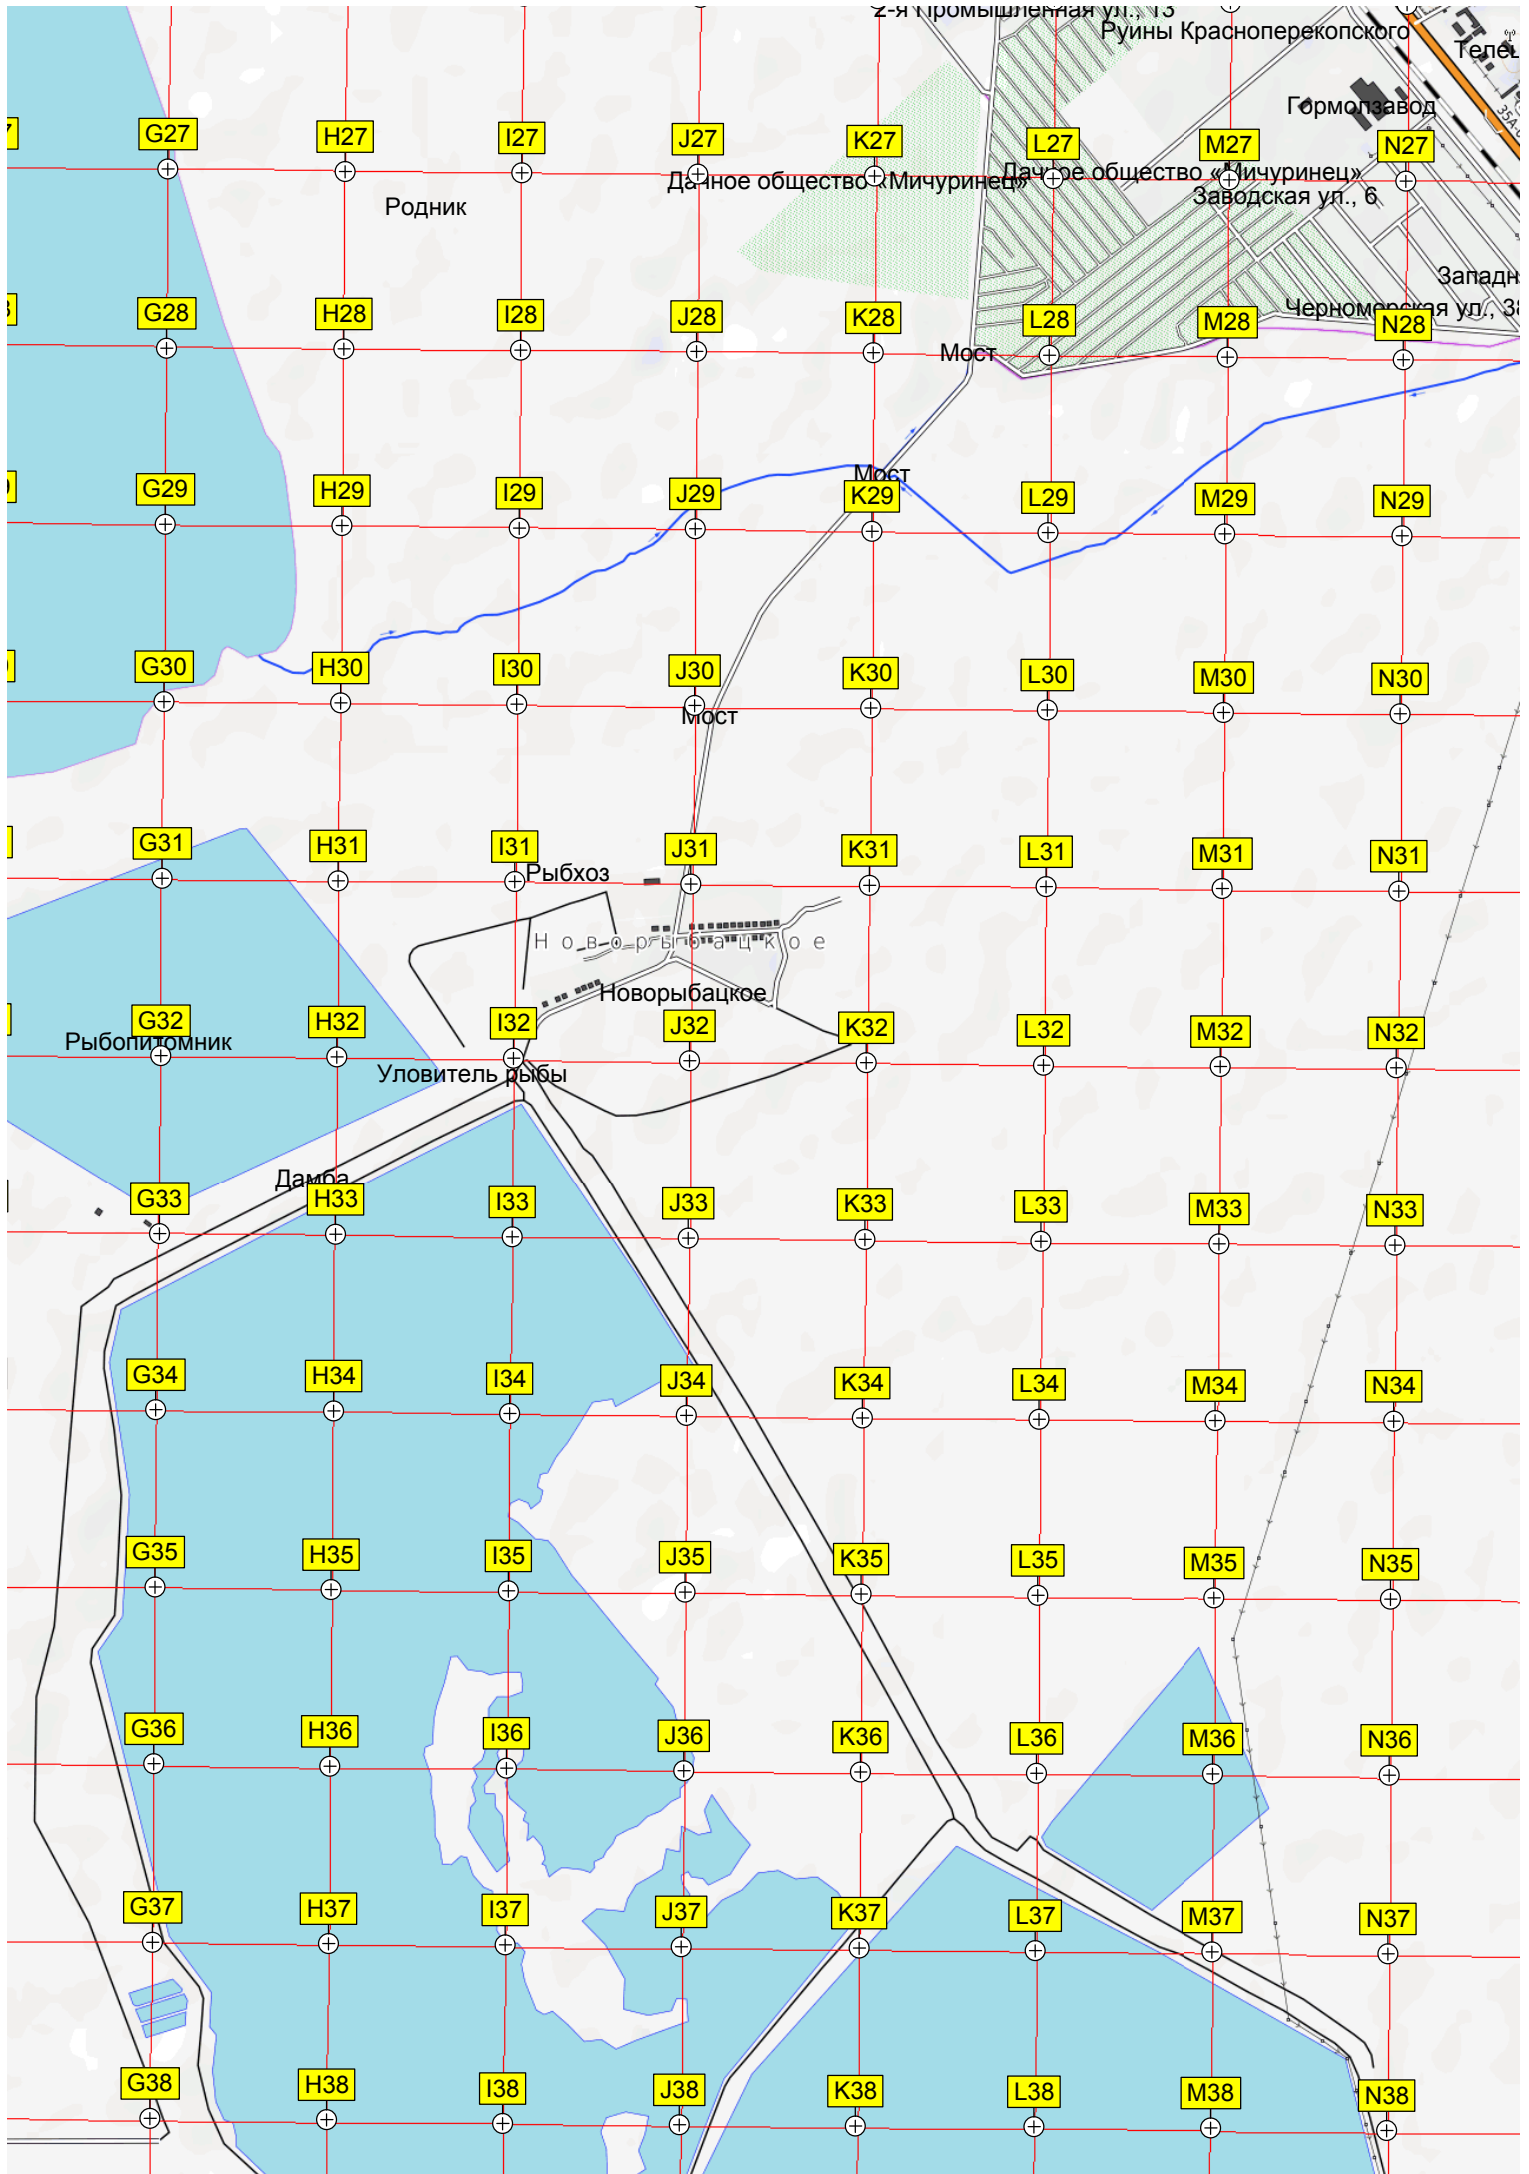 2-я Промышленная ул., 13
Руины Красноперекопского
Гормолзавод
G27 H27 I27 J27 K27 L27 M27 N27
Дачное общество «Мичуринец»
Дачное общество «Мичуринец»
Заводская ул., 6
Родник
Черноморская ул., 38
G28 H28 I28 J28 K28 L28 M28 N28
Мост
Мост
G29 H29 I29 J29 K29 L29 M29 N29
G30 H30 I30 J30 K30 L30 M30 N30
Мост
G31 H31 I31 J31 K31 L31 M31 N31
Рыбхоз
Новорыбацкое
Новорыбацкое
G32 H32 I32 J32 K32 L32 M32 N32
Рыбопитомник
Уловитель рыбы
Дамба
G33 H33 I33 J33 K33 L33 M33 N33
G34 H34 I34 J34 K34 L34 M34 N34
G35 H35 I35 J35 K35 L35 M35 N35
G36 H36 I36 J36 K36 L36 M36 N36
G37 H37 I37 J37 K37 L37 M37 N37
G38 H38 I38 J38 K38 L38 M38 N38